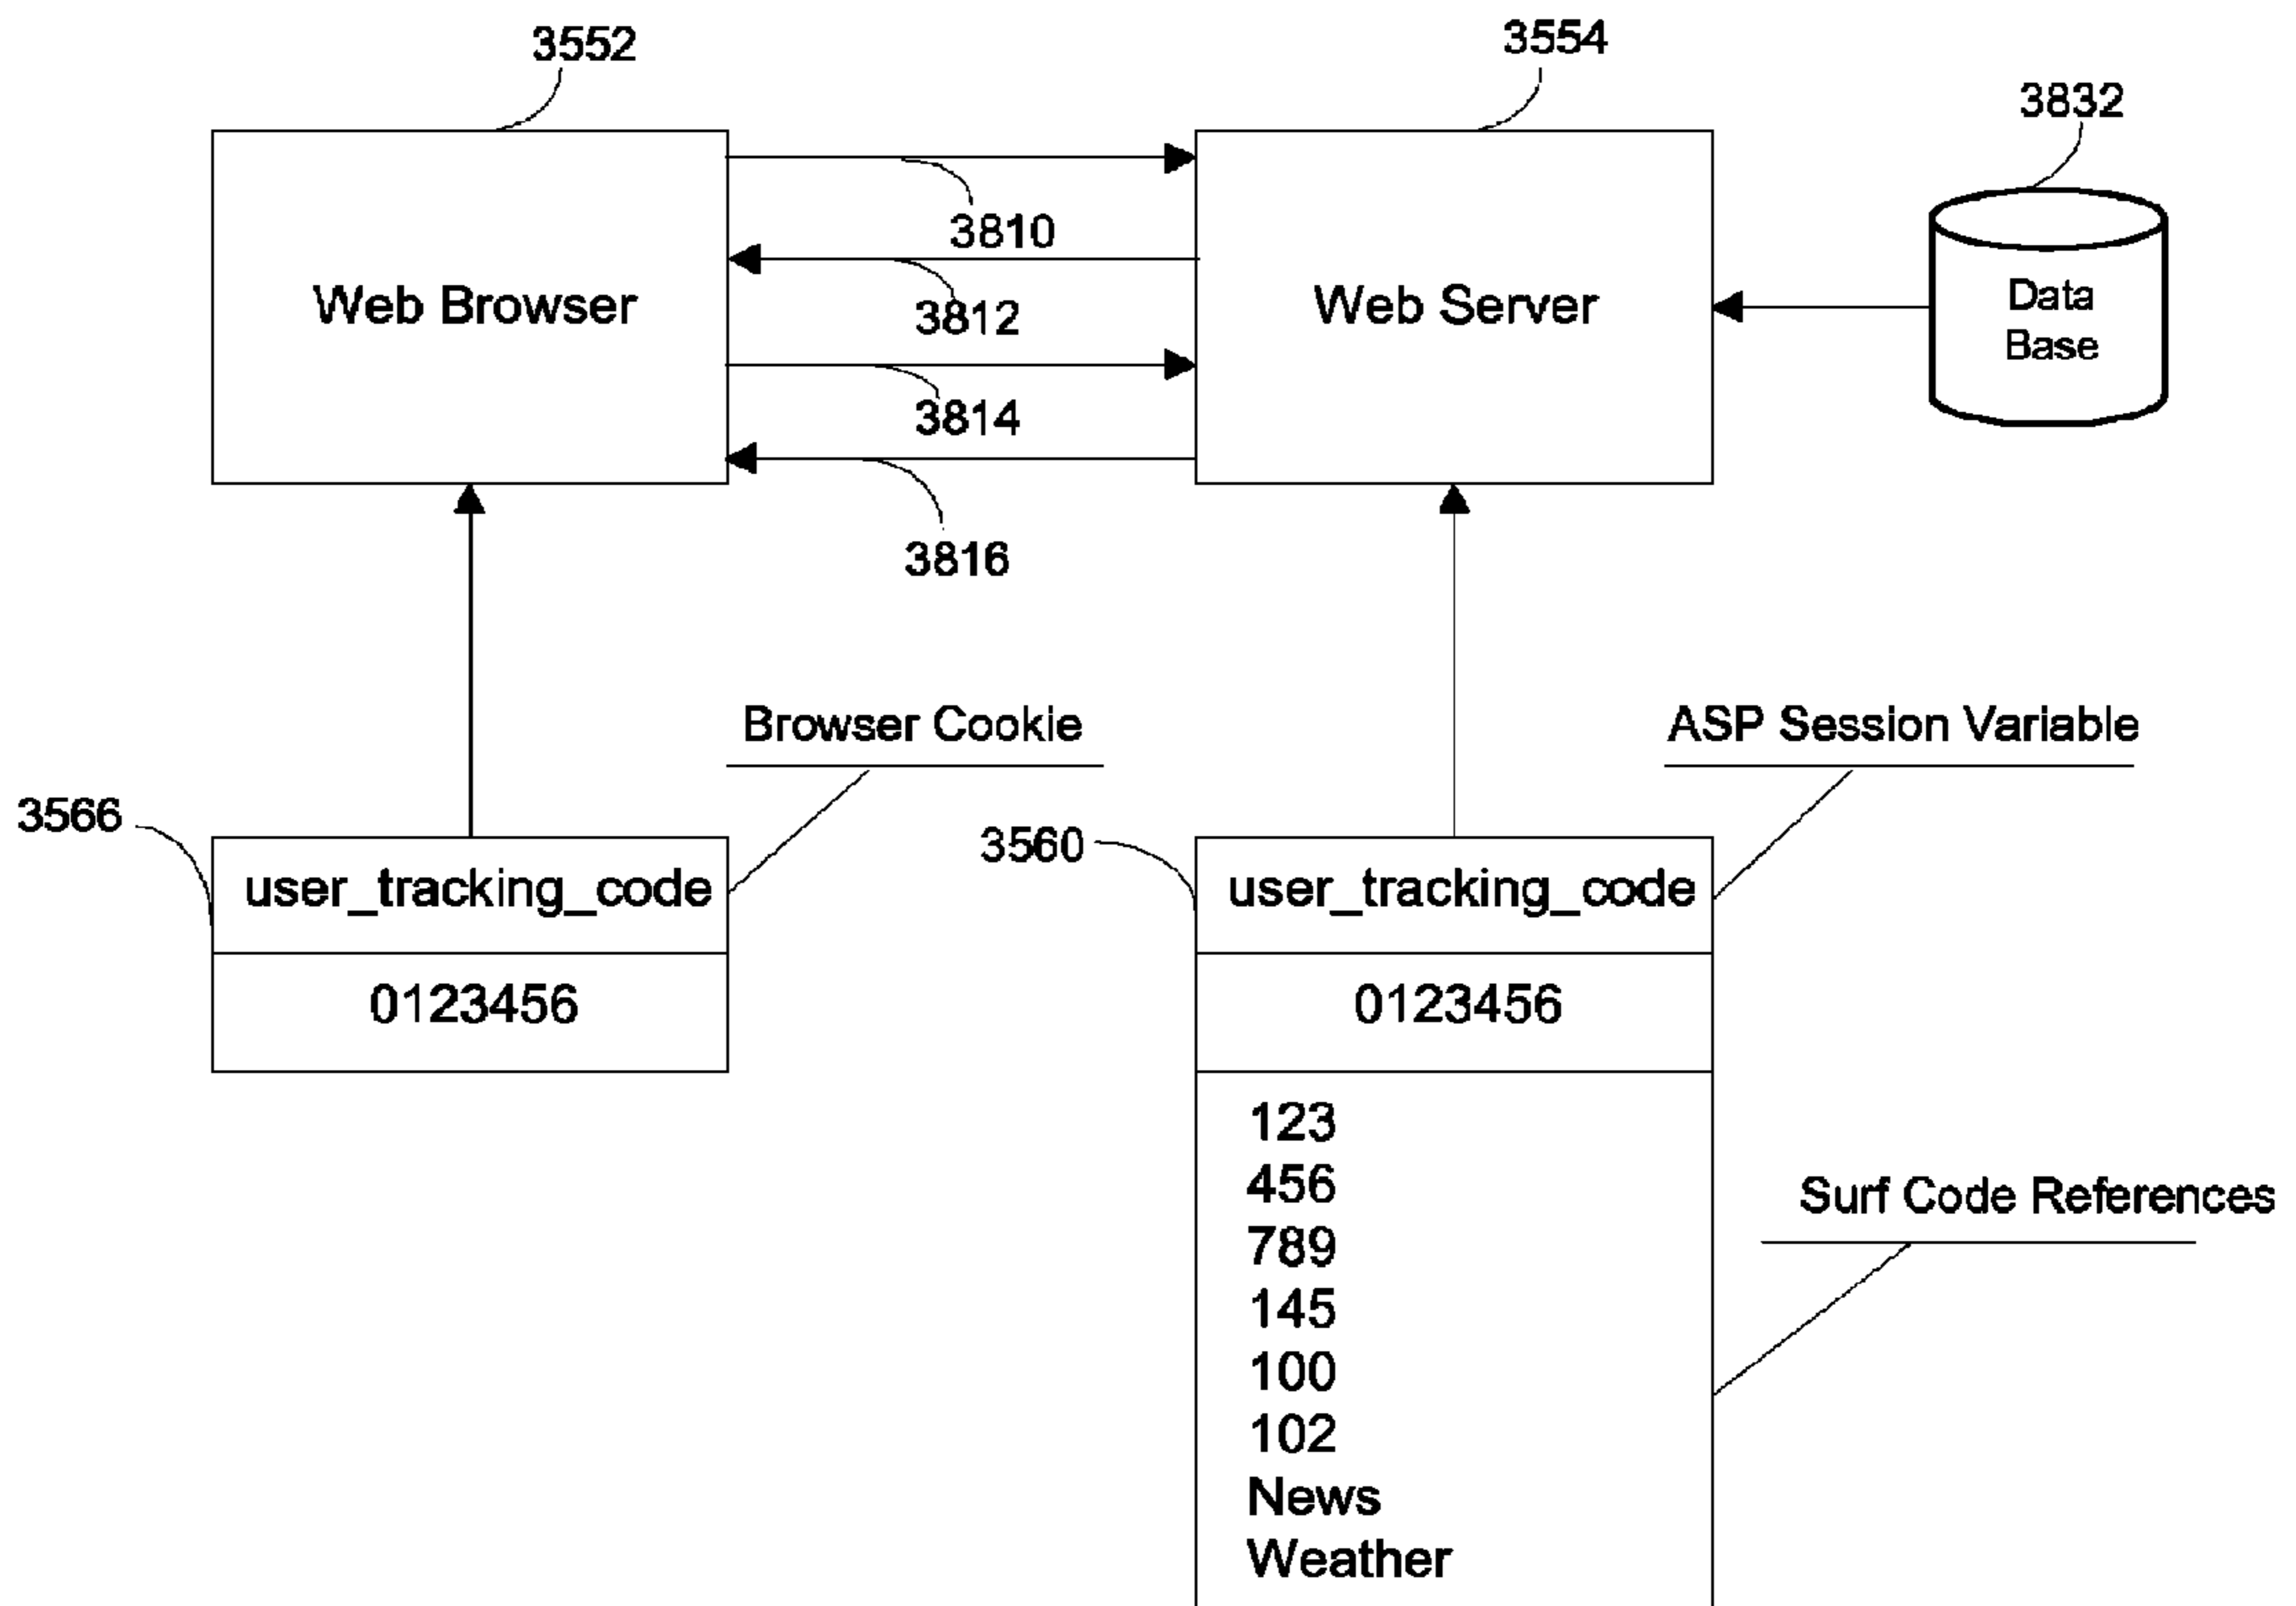 3552
3554
3832
3810
Web Browser
3812
Web Server
Data
Base
3814
3816
Browser Cookie
ASP Session Variable
3566
3560
user_tracking_code
user_tracking_code
0123456
0123456
123
456
789
145
100
102
News
Weather
Surf Code References